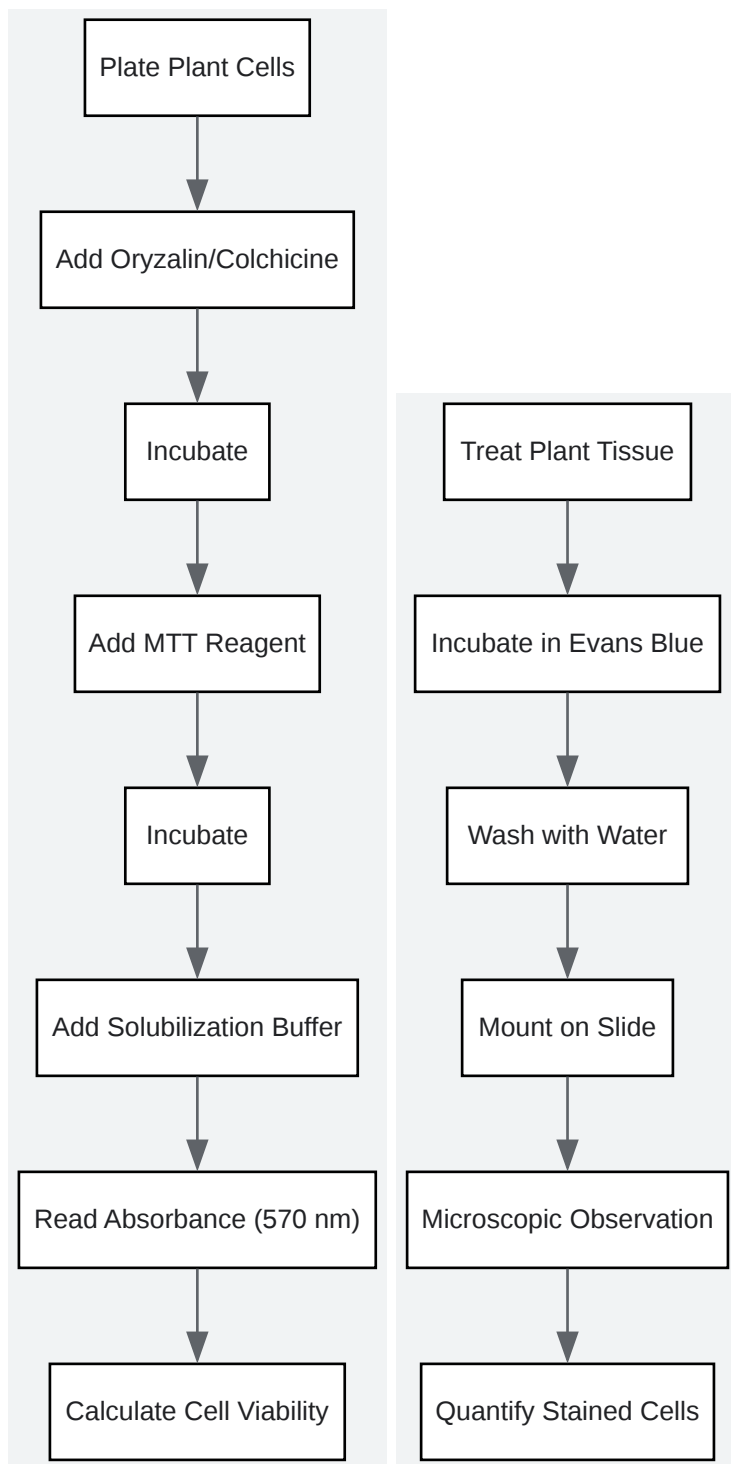 Plate Plant Cells
Add Oryzalin/Colchicine
Incubate
Add MTT Reagent
Incubate
Add Solubilization Buffer
Read Absorbance (570 nm)
Calculate Cell Viability
Treat Plant Tissue
Incubate in Evans Blue
Wash with Water
Mount on Slide
Microscopic Observation
Quantify Stained Cells